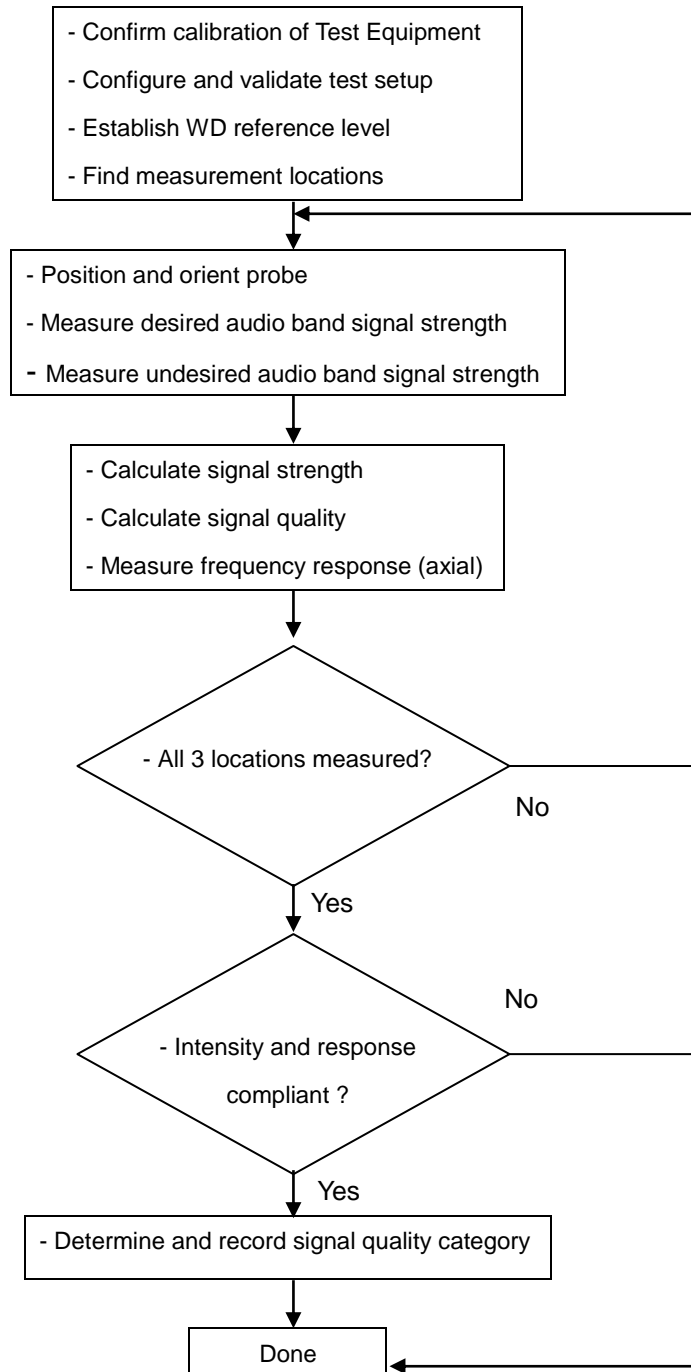 - Confirm calibration of Test Equipment
- Configure and validate test setup
- Establish WD reference level
- Find measurement locations
- Position and orient probe
- Measure desired audio band signal strength
- Measure undesired audio band signal strength
- Calculate signal strength
- Calculate signal quality
- Measure frequency response (axial)
- All 3 locations measured?
No
Yes
No
- Intensity and response
compliant ?
Yes
- Determine and record signal quality category
Done